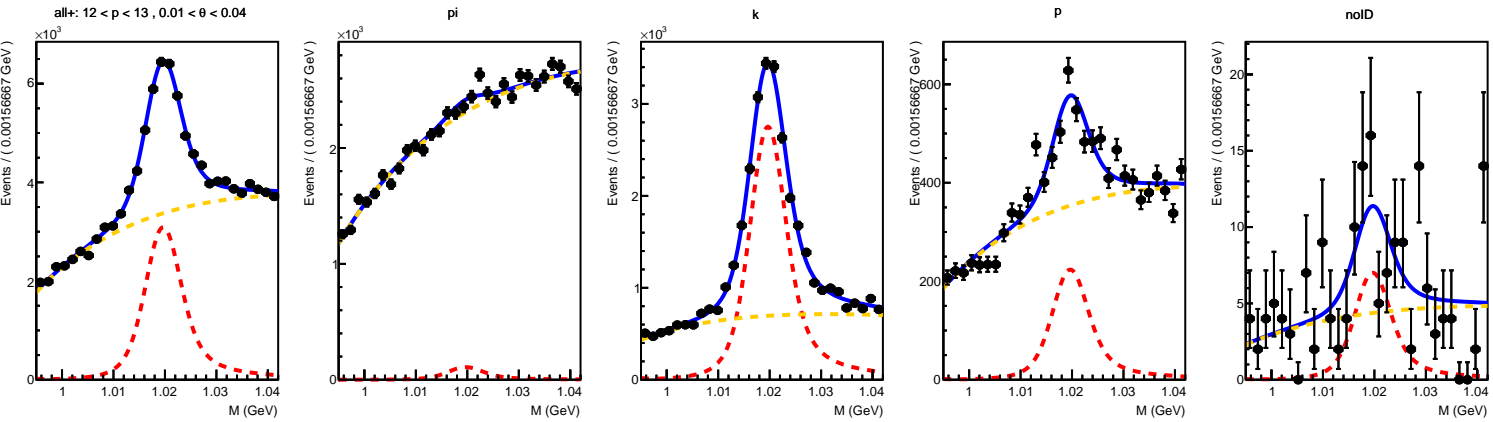 all+: 12 < p < 13 , 0.01 < θ < 0.04
×10³
Events / ( 0.00156667 GeV )
6
4
2
0
1 1.01 1.02 1.03 1.04
M (GeV)
pi
×10³
Events / ( 0.00156667 GeV )
2
1
0
1 1.01 1.02 1.03 1.04
M (GeV)
k
×10³
Events / ( 0.00156667 GeV )
3
2
1
0
1 1.01 1.02 1.03 1.04
M (GeV)
p
Events / ( 0.00156667 GeV )
600
400
200
0
1 1.01 1.02 1.03 1.04
M (GeV)
noID
Events / ( 0.00156667 GeV )
20
15
10
5
0
1 1.01 1.02 1.03 1.04
M (GeV)